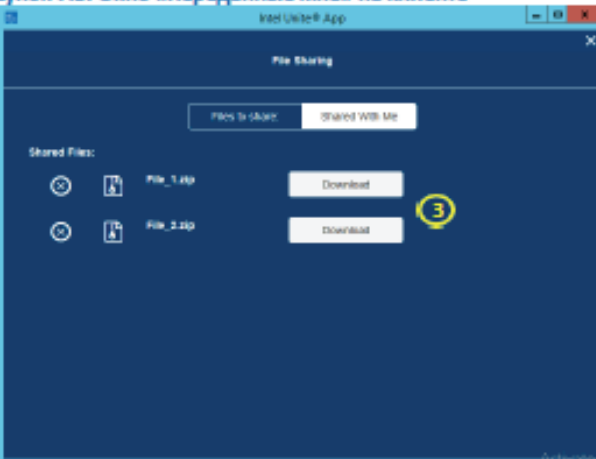 Intel Unite® App
File Sharing
Files to share: Shared With Me
Shared Files:
File_1.zip Download
3
File_2.zip Download